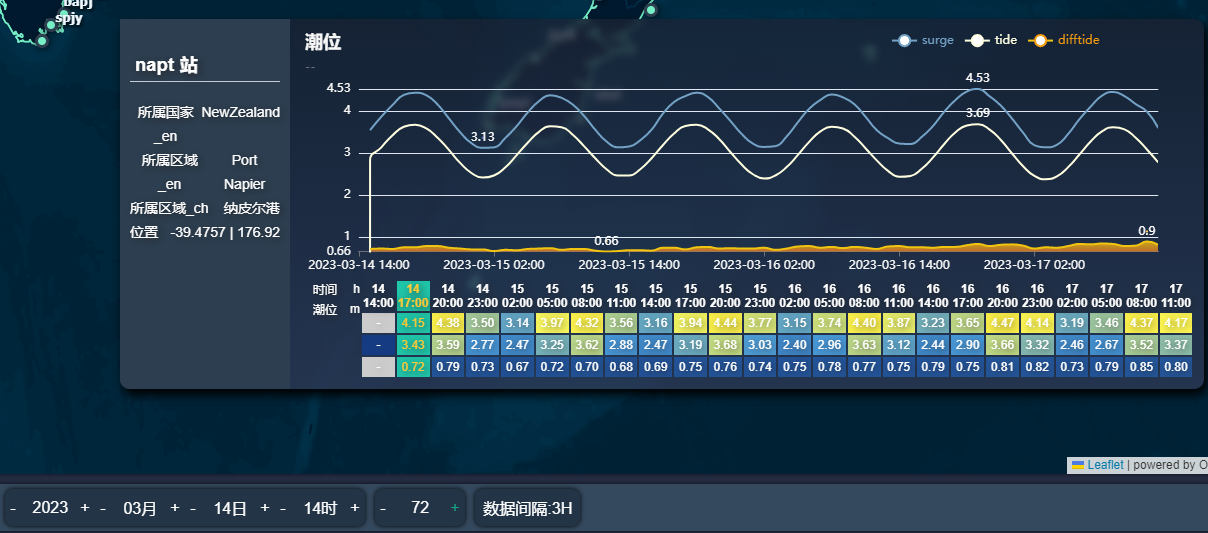 bapj
spjy
napt 站
所属国家 NewZealand
_en
所属区域 Port
_en Napier
所属区域_ch 纳皮尔港
位置 -39.4757 | 176.92
潮位
--
surge tide difftide
4.53
4.53
4
3.69
3.13
3
2
1
0.9
0.66
0.66
2023-03-14 14:00 2023-03-15 02:00 2023-03-15 14:00 2023-03-16 02:00 2023-03-16 14:00 2023-03-17 02:00
时间 h 14 14 14 14 15 15 15 15 15 15 15 15 16 16 16 16 16 16 16 16 17 17 17 17
潮位 m 14:00 17:00 20:00 23:00 02:00 05:00 08:00 11:00 14:00 17:00 20:00 23:00 02:00 05:00 08:00 11:00 14:00 17:00 20:00 23:00 02:00 05:00 08:00 11:00
- 4.15 4.38 3.50 3.14 3.97 4.32 3.56 3.16 3.94 4.44 3.77 3.15 3.74 4.40 3.87 3.23 3.65 4.47 4.14 3.19 3.46 4.37 4.17
- 3.43 3.59 2.77 2.47 3.25 3.62 2.88 2.47 3.19 3.68 3.03 2.40 2.96 3.63 3.12 2.44 2.90 3.66 3.32 2.46 2.67 3.52 3.37
- 0.72 0.79 0.73 0.67 0.72 0.70 0.68 0.69 0.75 0.76 0.74 0.75 0.78 0.77 0.75 0.79 0.75 0.81 0.82 0.73 0.79 0.85 0.80
Leaflet | powered by O
- 2023 + - 03月 + - 14日 + - 14时 + - 72 + 数据间隔:3H